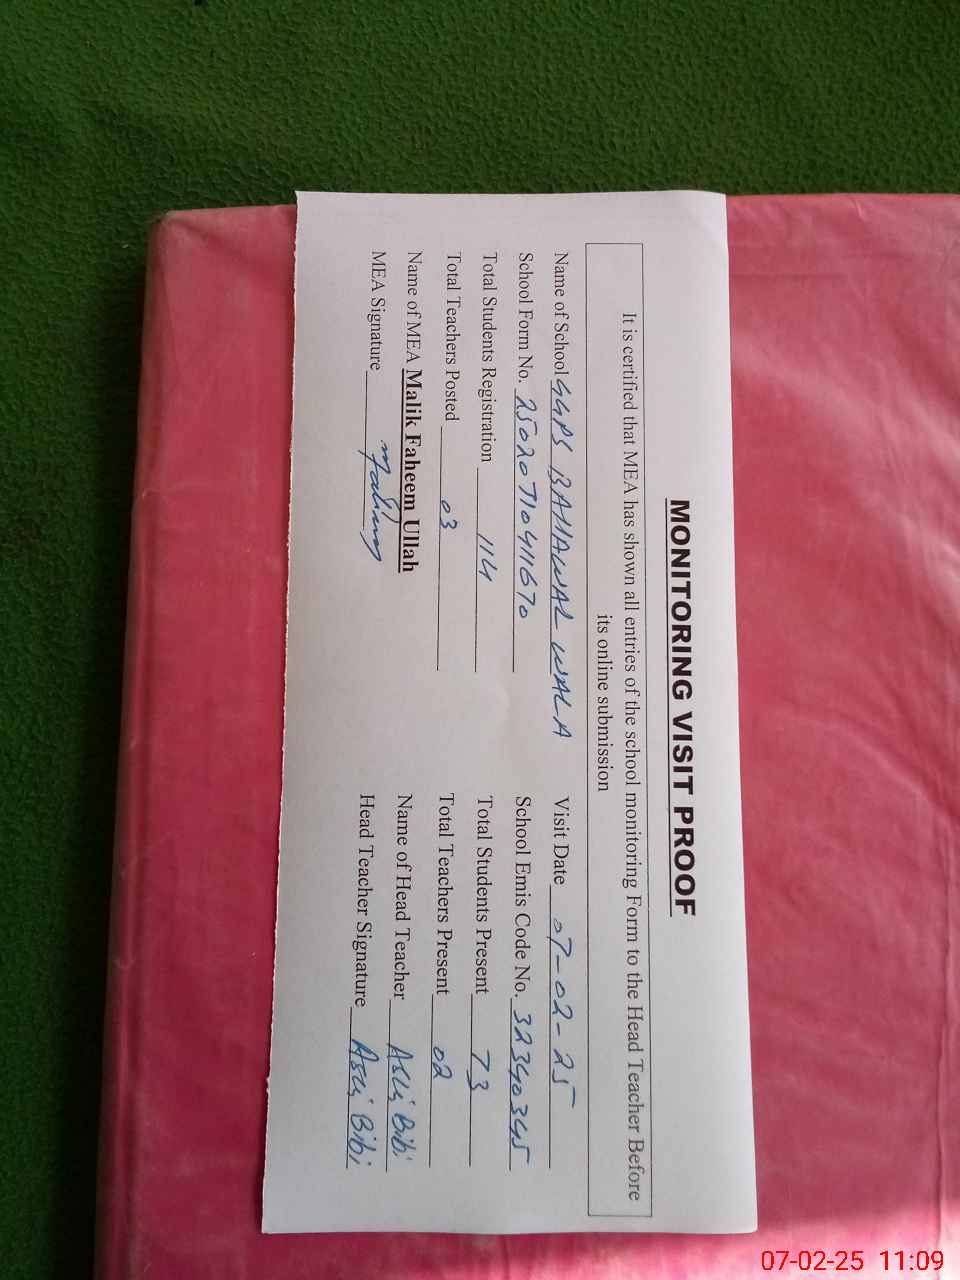 MONITORING VISIT PROOF
It is certified that MEA has shown all entries of the school monitoring Form to the Head Teacher Before
its online submission
Name of School GGPS BAHAWAL WALA Visit Date 07-02-25
School Form No. 250207104411670 School Emis Code No. 32340345
Total Students Registration 114 Total Students Present 73
Total Teachers Posted 03 Total Teachers Present 02
Name of MEA Malik Faheem Ullah Name of Head Teacher Bibi
MEA Signature Head Teacher Signature Bibi
07-02-25 11:09